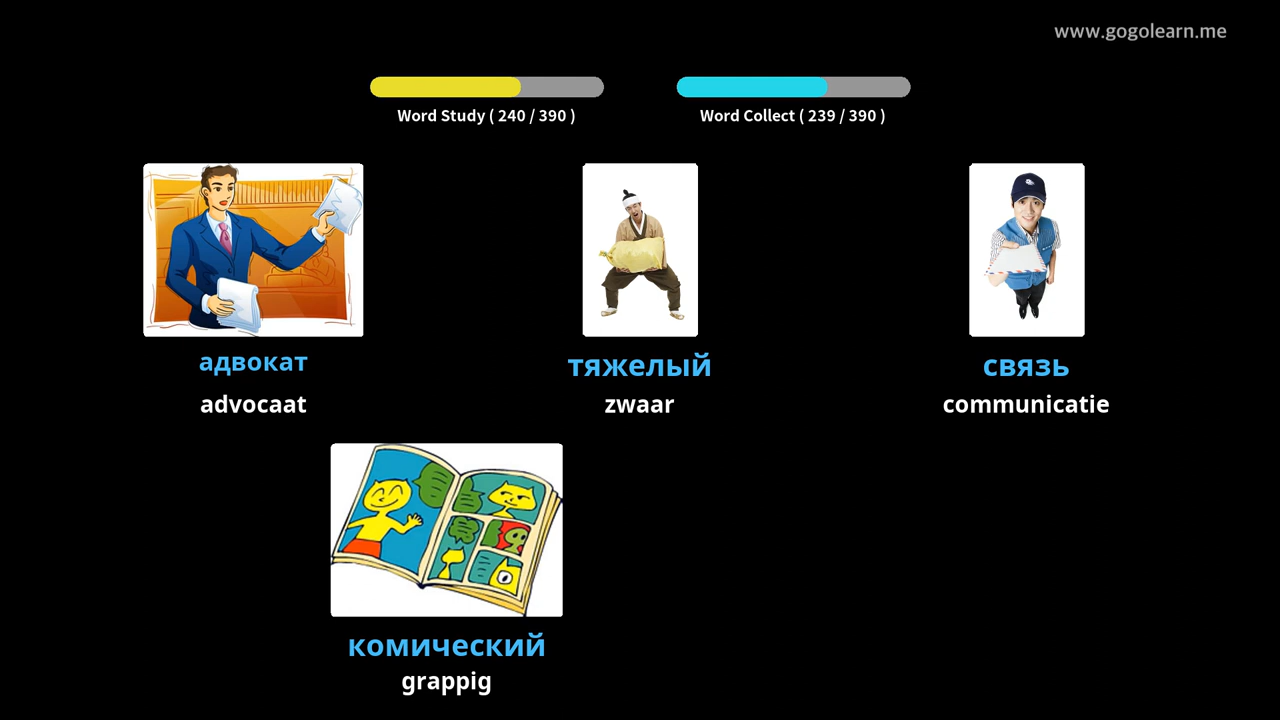 www.gogolearn.me
Word Study ( 240 / 390 )
Word Collect ( 239 / 390 )
адвокат
advocaat
тяжелый
zwaar
связь
communicatie
комический
grappig